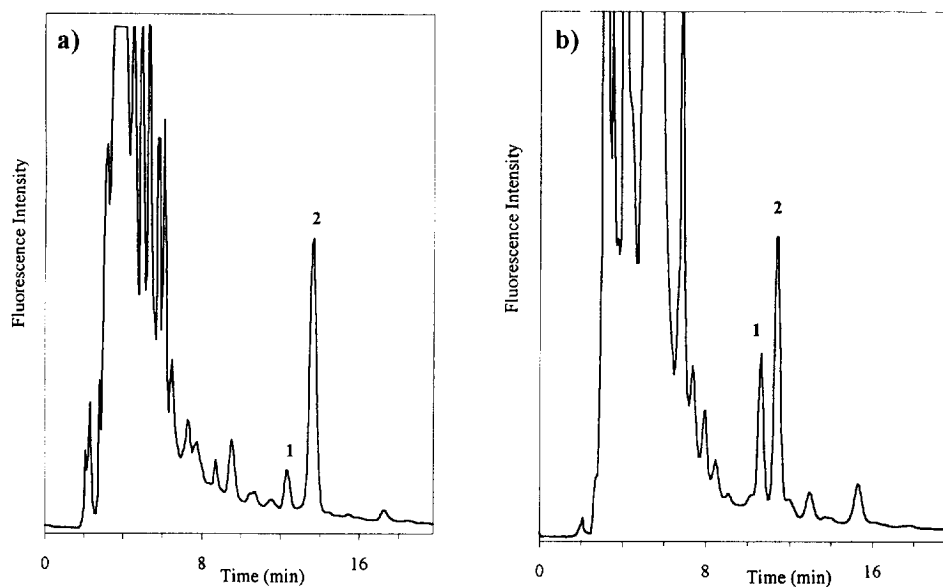 a)
Fluorescence Intensity
1
2
0
8
16
Time (min)
b)
Fluorescence Intensity
1
2
0
8
16
Time (min)